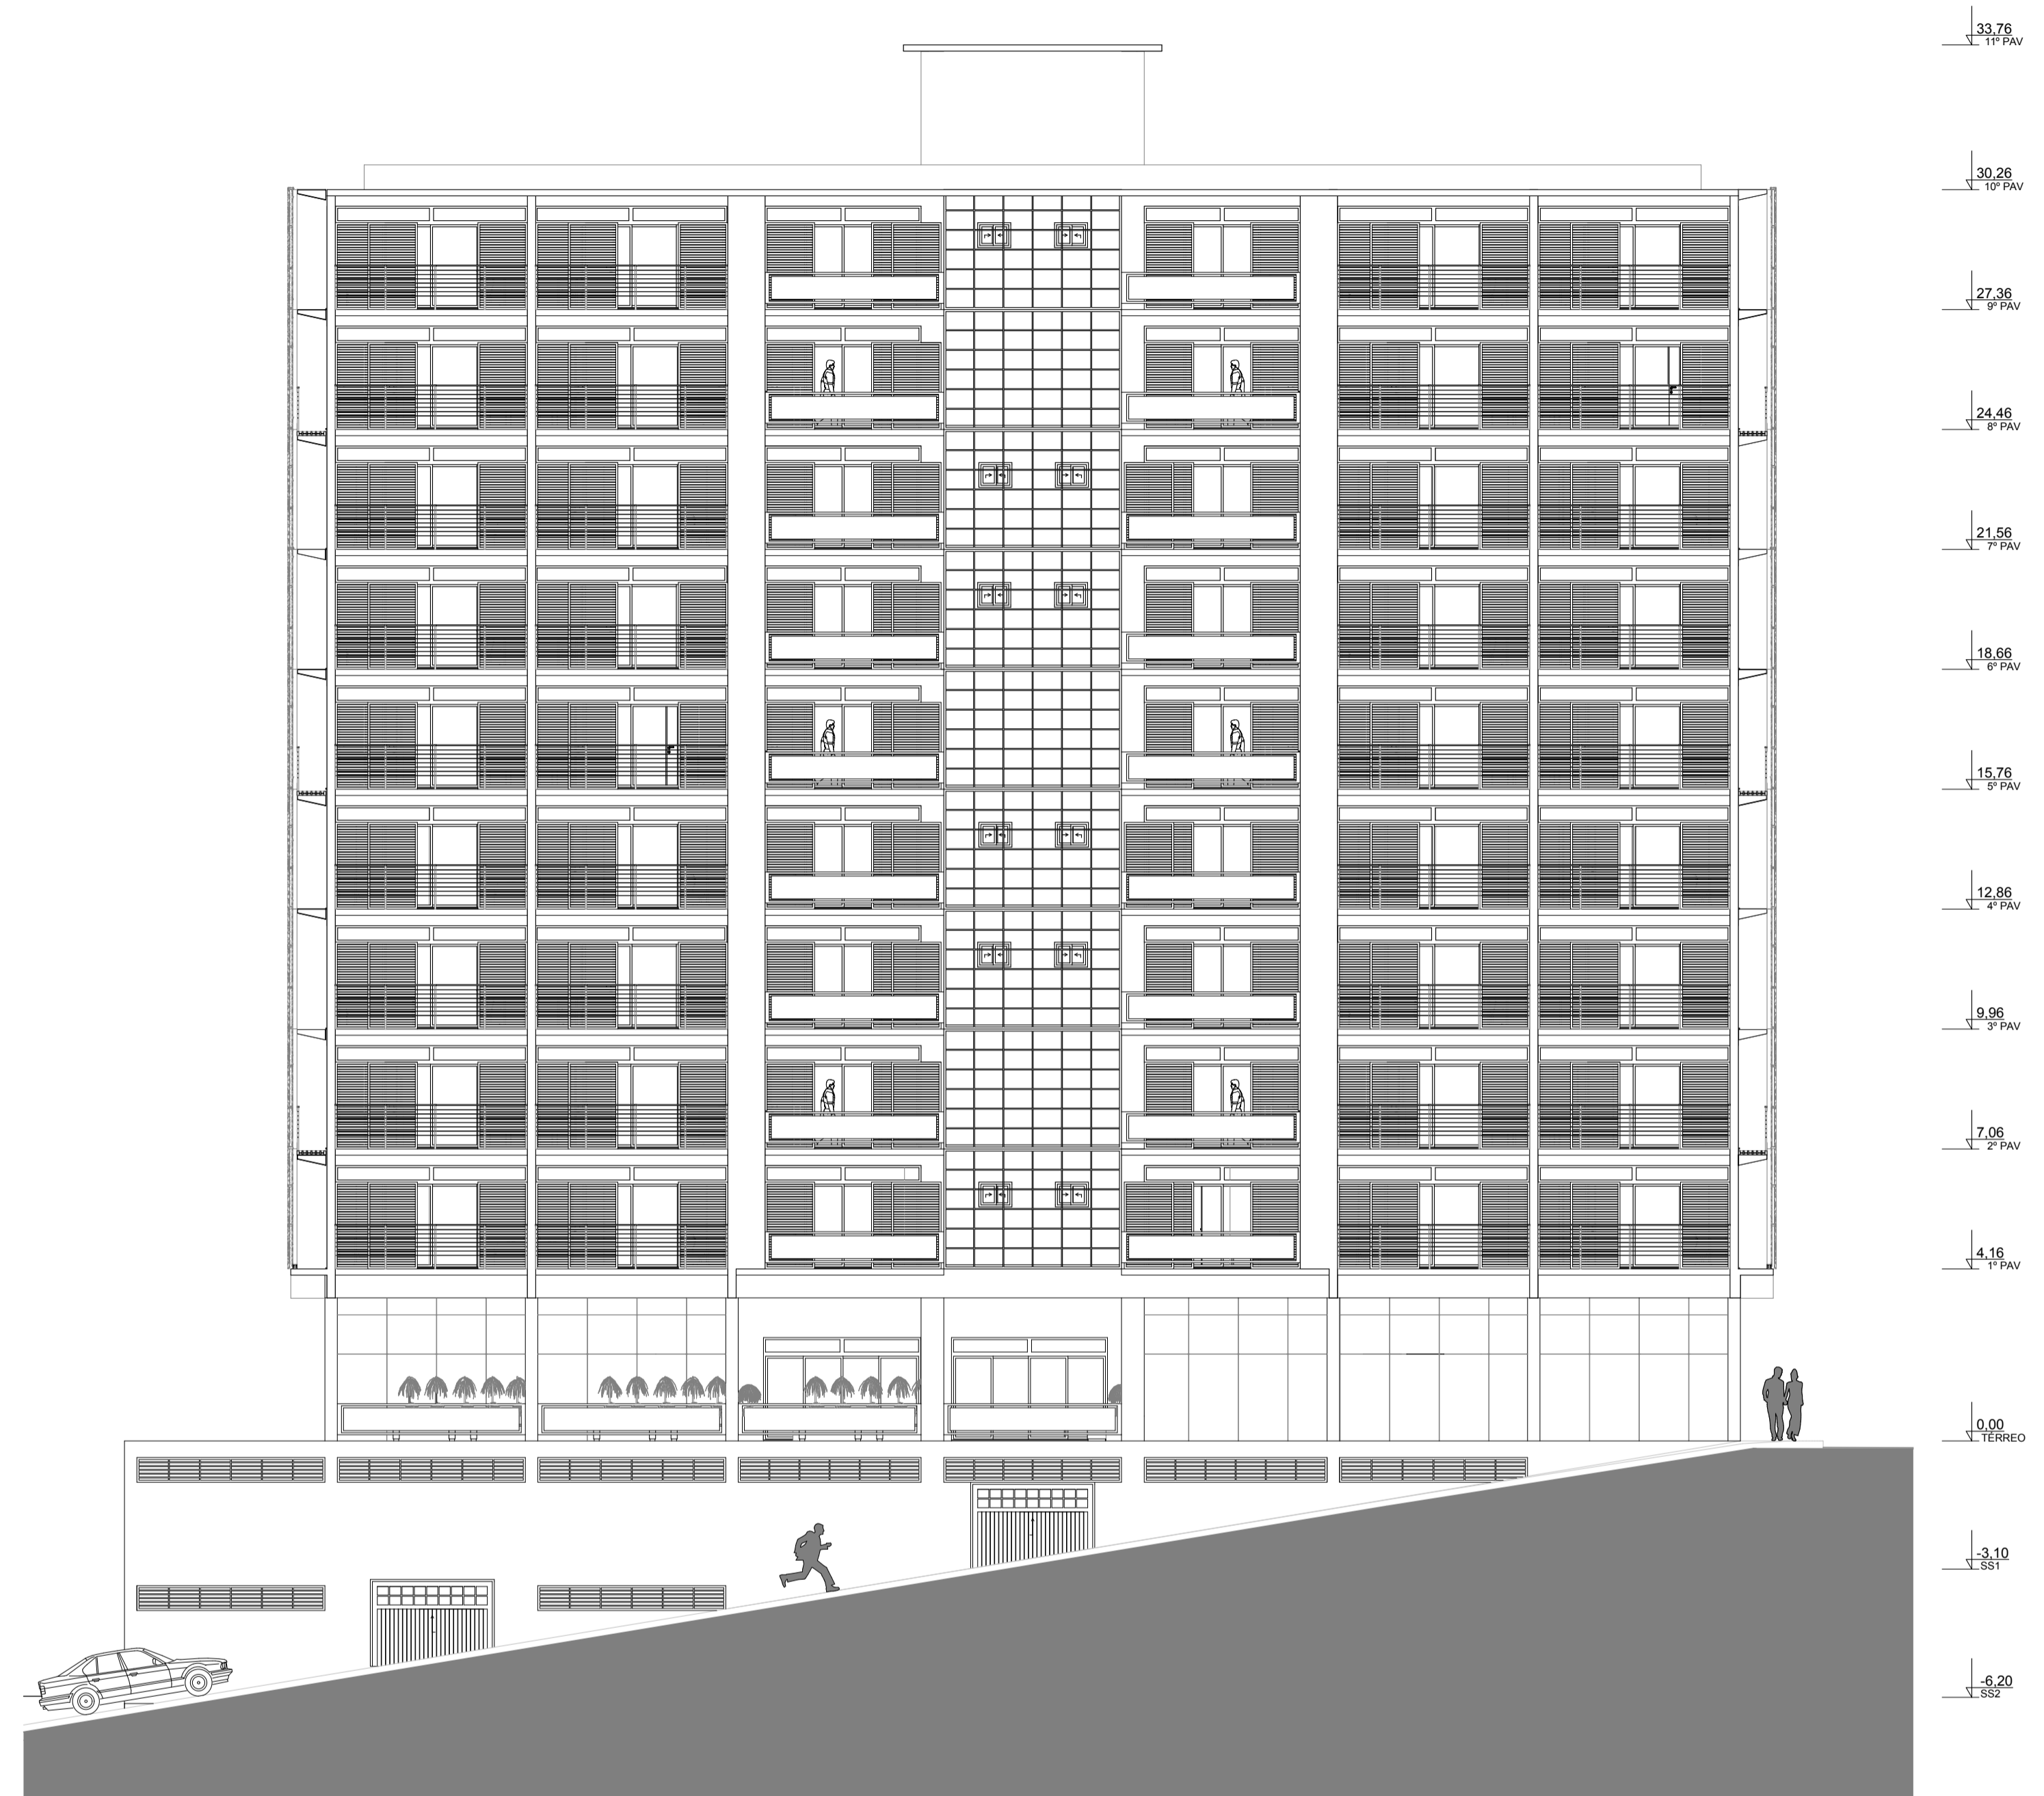 33,76
11º PAV
30,26
10º PAV
27,36
9º PAV
24,46
8º PAV
21,56
7º PAV
18,66
6º PAV
15,76
5º PAV
12,86
4º PAV
9,96
3º PAV
7,06
2º PAV
4,16
1º PAV
0,00
TÉRREO
-3,10
SS1
-6,20
SS2